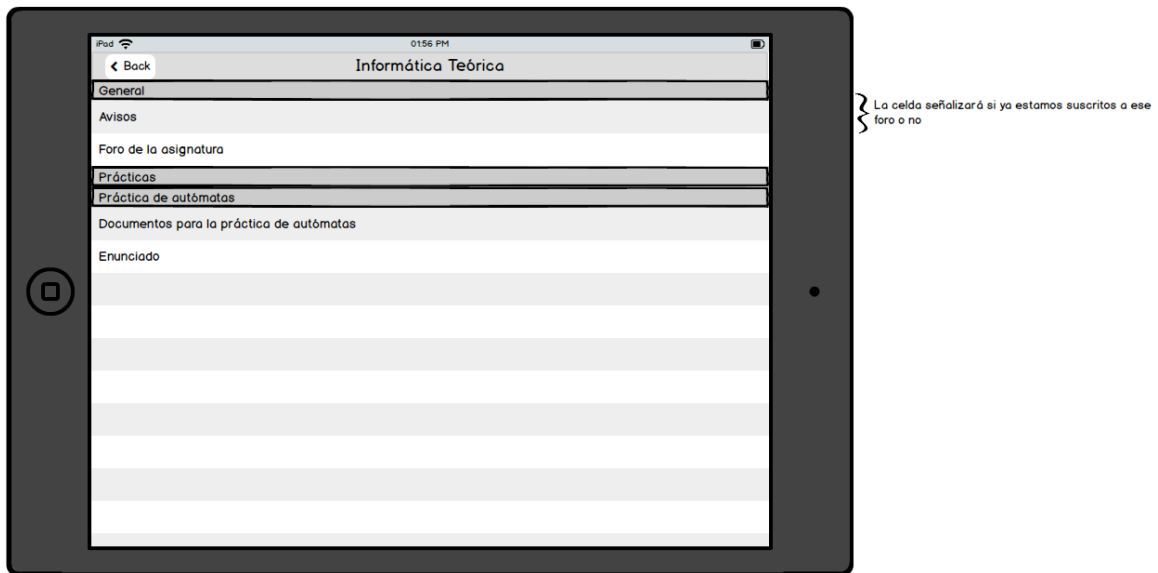 iPad 01:56 PM
Back Informática Teórica
General
Avisos
Foro de la asignatura
Prácticas
Práctica de autómatas
Documentos para la práctica de autómatas
Enunciado
La celda señalizará si ya estamos suscritos a ese
foro o no